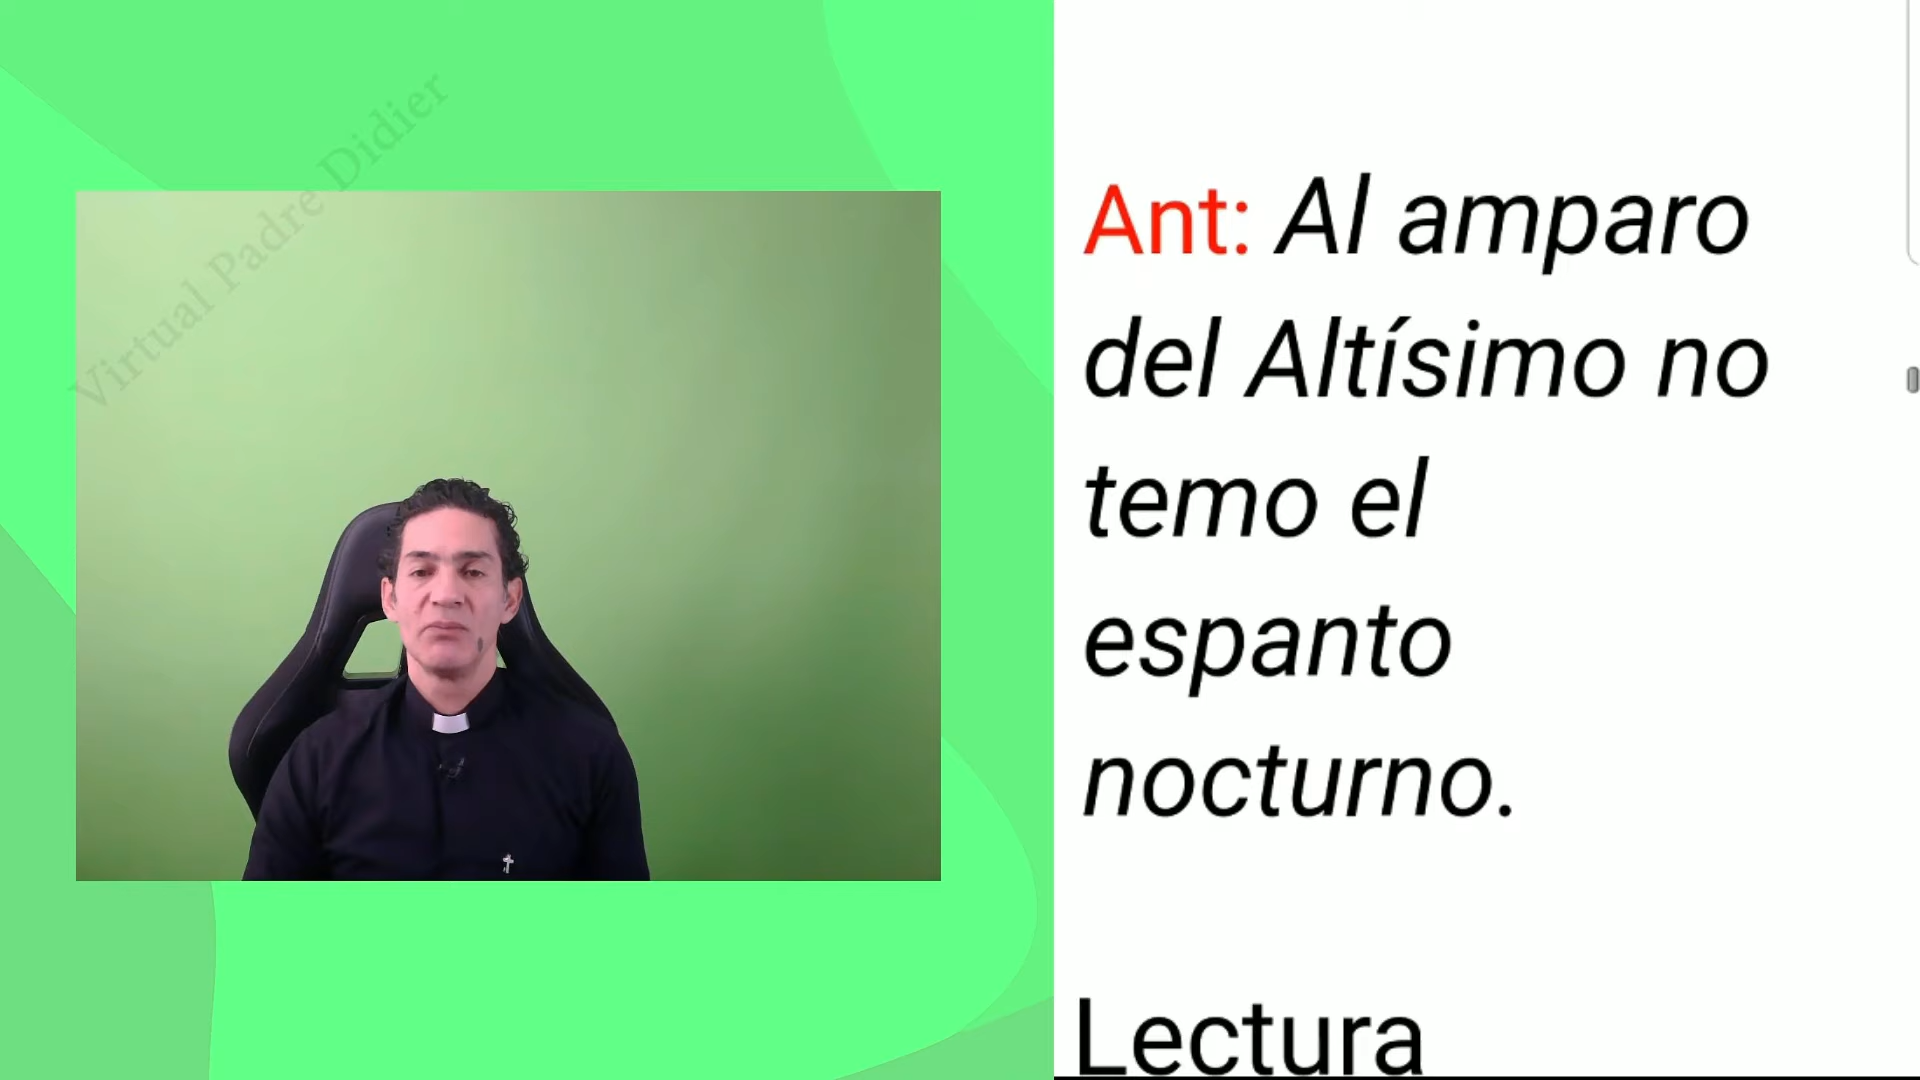 Virtual Padre Didier
Ant: Al amparo
del Altísimo no
temo el
espanto
nocturno.
Lectura